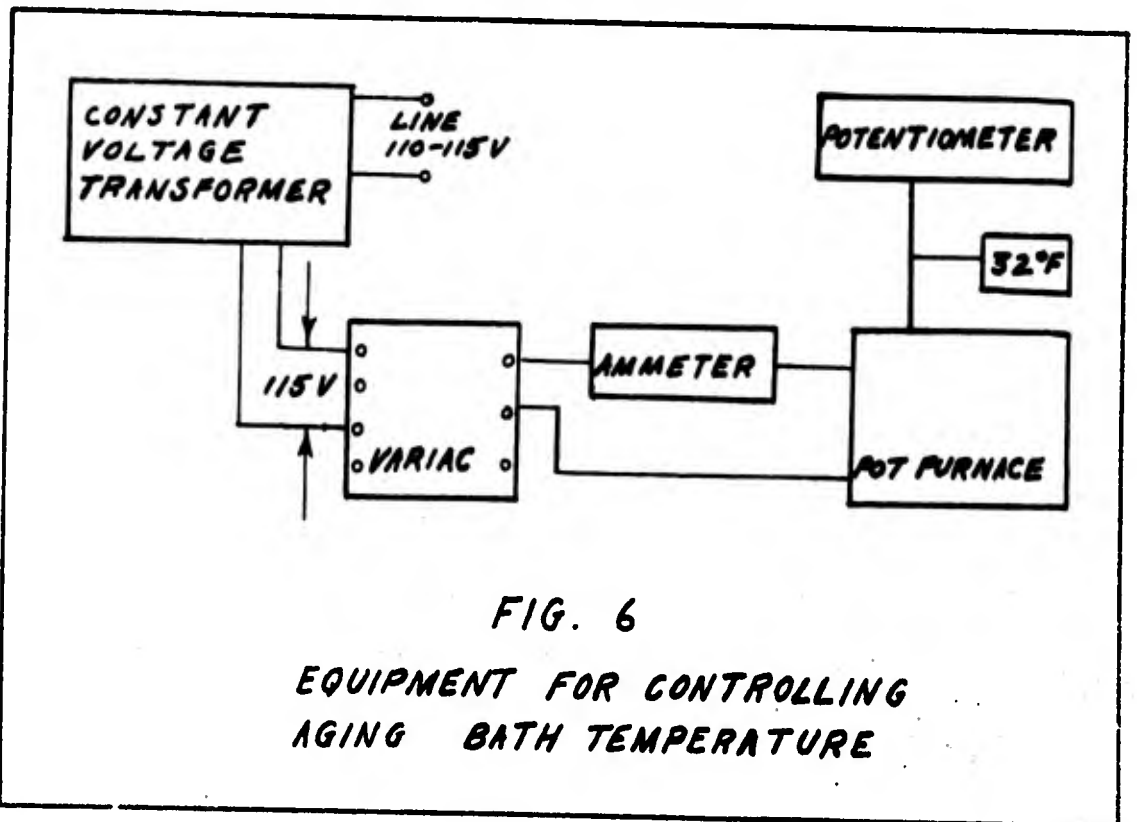 CONSTANT
VOLTAGE
TRANSFORMER
LINE
110-115V
POTENTIOMETER
32°F
115V
VARIAC
AMMETER
POT FURNACE
FIG. 6
EQUIPMENT FOR CONTROLLING
AGING BATH TEMPERATURE